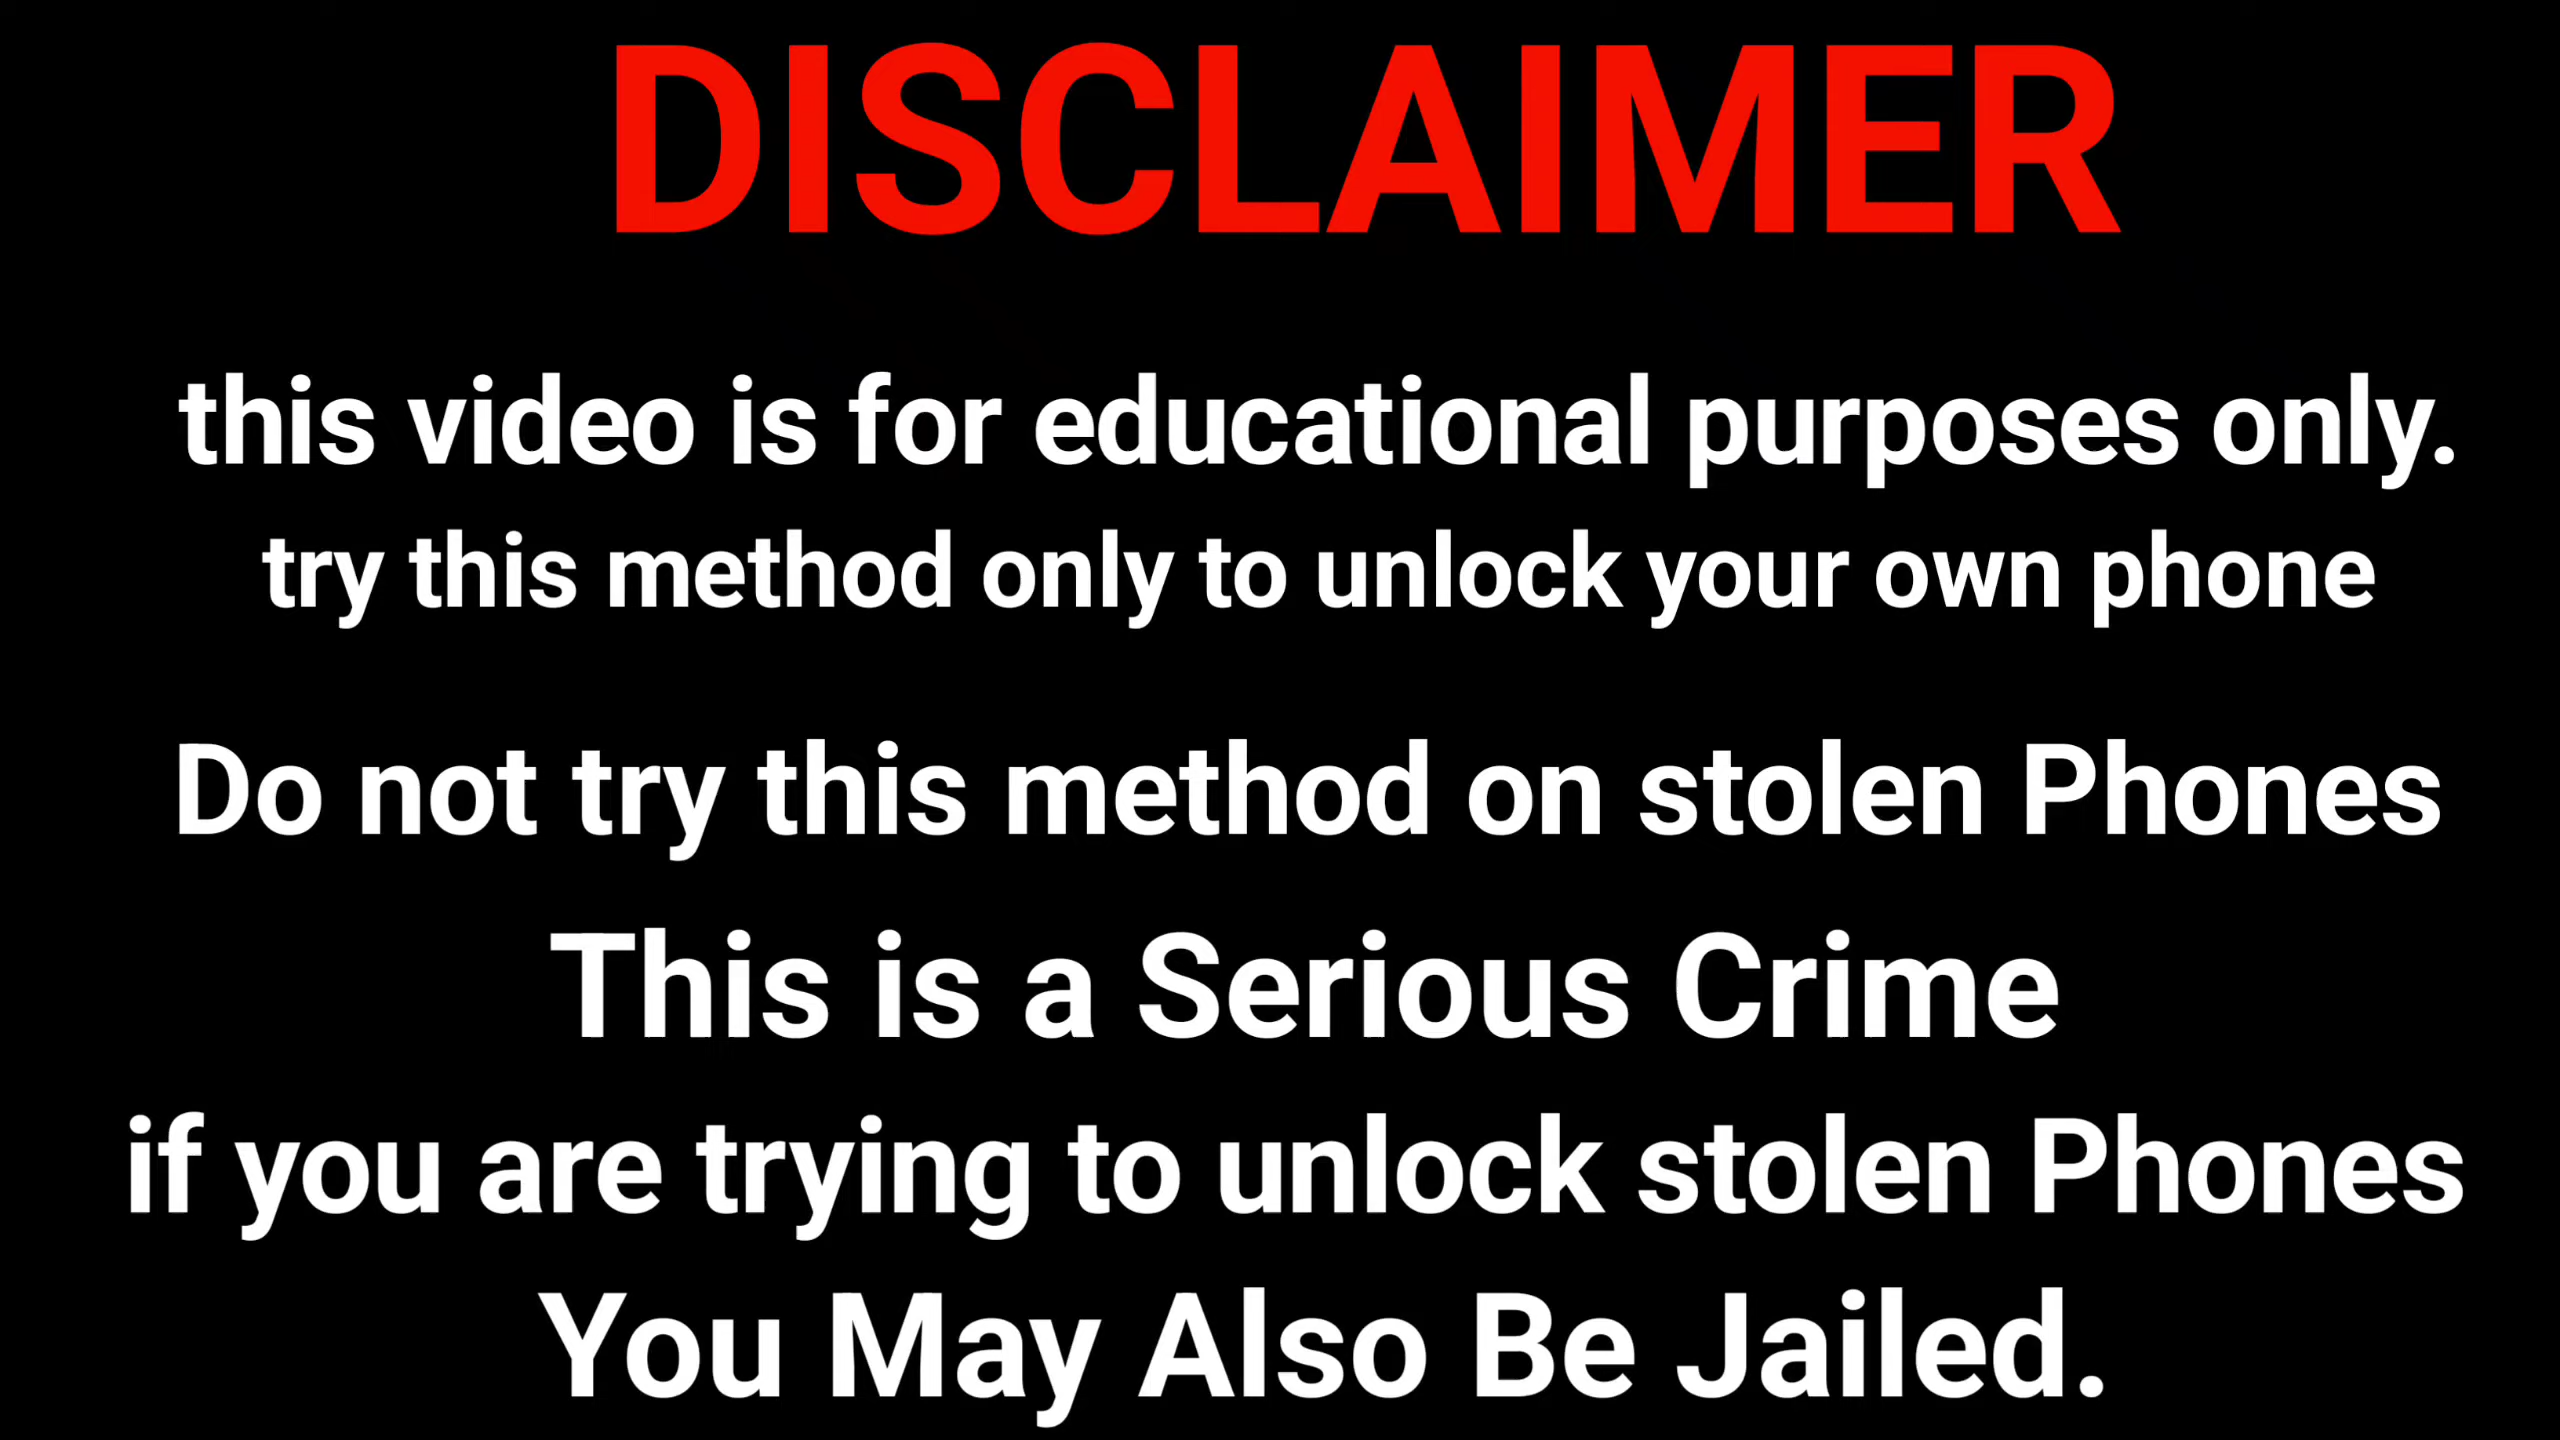 DISCLAIMER
this video is for educational purposes only.
try this method only to unlock your own phone
Do not try this method on stolen Phones
This is a Serious Crime
if you are trying to unlock stolen Phones
You May Also Be Jailed.